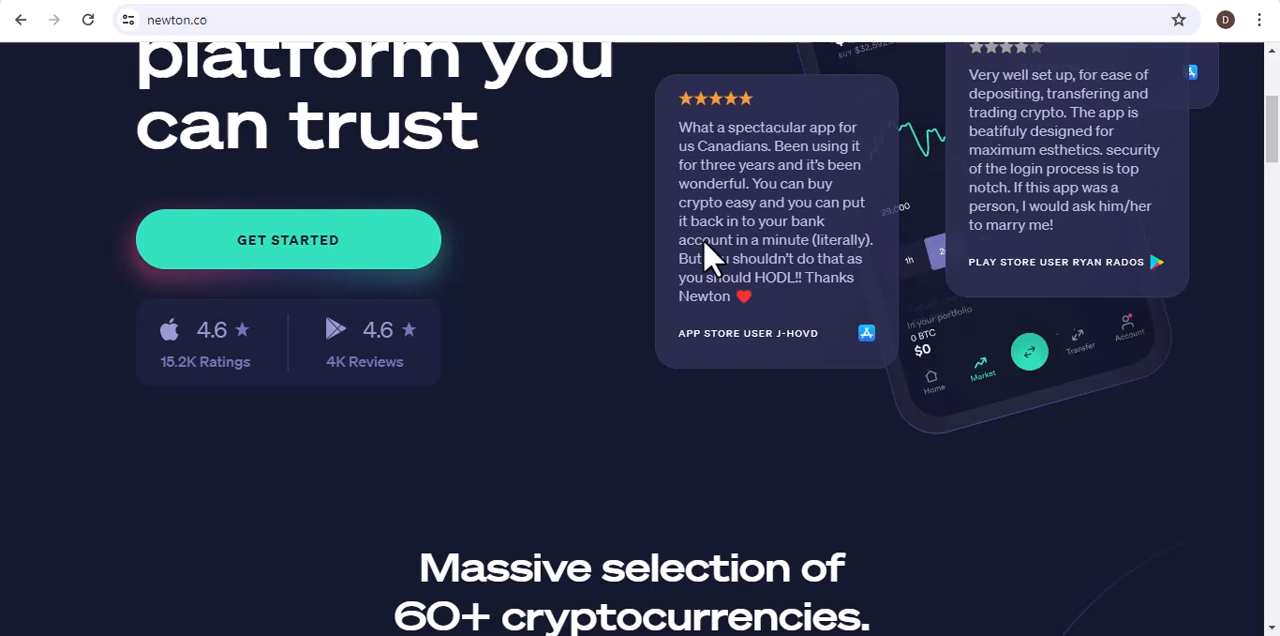 newton.co
D
platform you
can trust
GET STARTED
4.6 ★
15.2K Ratings
4.6 ★
4K Reviews
What a spectacular app for
us Canadians. Been using it
for three years and it's been
wonderful. You can buy
crypto easy and you can put
it back in to your bank
account in a minute (literally).
But you shouldn't do that as
you should HODL!! Thanks
Newton ❤️
APP STORE USER J-HOVD
Very well set up, for ease of
depositing, transfering and
trading crypto. The app is
beatifuly designed for
maximum esthetics. security
of the login process is top
notch. If this app was a
person, I would ask him/her
to marry me!
PLAY STORE USER RYAN RADOS
29,000
1h
In your portfolio
0 BTC
$0
Home
Market
Transfer
Account
Massive selection of
60+ cryptocurrencies.